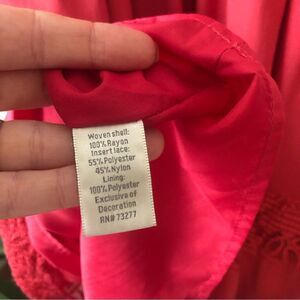 Woven shell:
100% Rayon
Insert lace:
55% Polyester
45% Nylon
Lining:
100% Polyester
Exclusive of
Decoration
RN# 73277